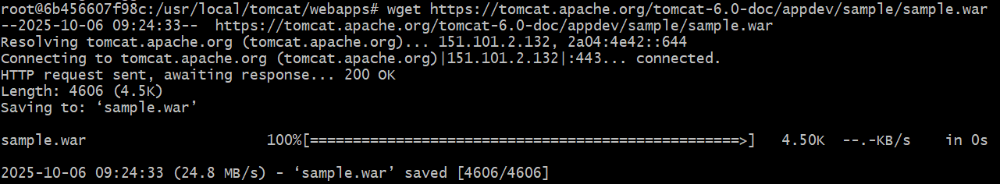 root@6b456607f98c:/usr/local/tomcat/webapps# wget https://tomcat.apache.org/tomcat-6.0-doc/appdev/sample/sample.war
--2025-10-06 09:24:33--  https://tomcat.apache.org/tomcat-6.0-doc/appdev/sample/sample.war
Resolving tomcat.apache.org (tomcat.apache.org)... 151.101.2.132, 2a04:4e42::644
Connecting to tomcat.apache.org (tomcat.apache.org)|151.101.2.132|:443... connected.
HTTP request sent, awaiting response... 200 OK
Length: 4606 (4.5K)
Saving to: ‘sample.war’
sample.war                     100%[==================================================>]   4.50K  --.-KB/s    in 0s
2025-10-06 09:24:33 (24.8 MB/s) - ‘sample.war’ saved [4606/4606]